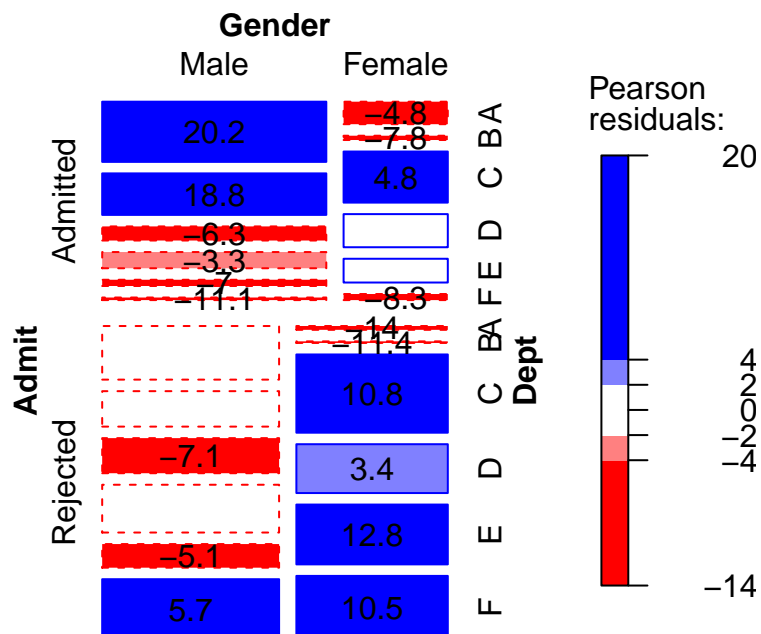 Gender
Male Female
Pearson
residuals:
Admit
Admitted
Rejected
Dept
20.2 −4.8 A
−7.8 B
18.8 4.8 C
−6.3 D
−3.3 E
−7
−11.1 −8.3 F
−14 A
−11.4 B
10.8 C
−7.1 3.4 D
12.8 E
−5.1
5.7 10.5 F
20
4
2
0
−2
−4
−14